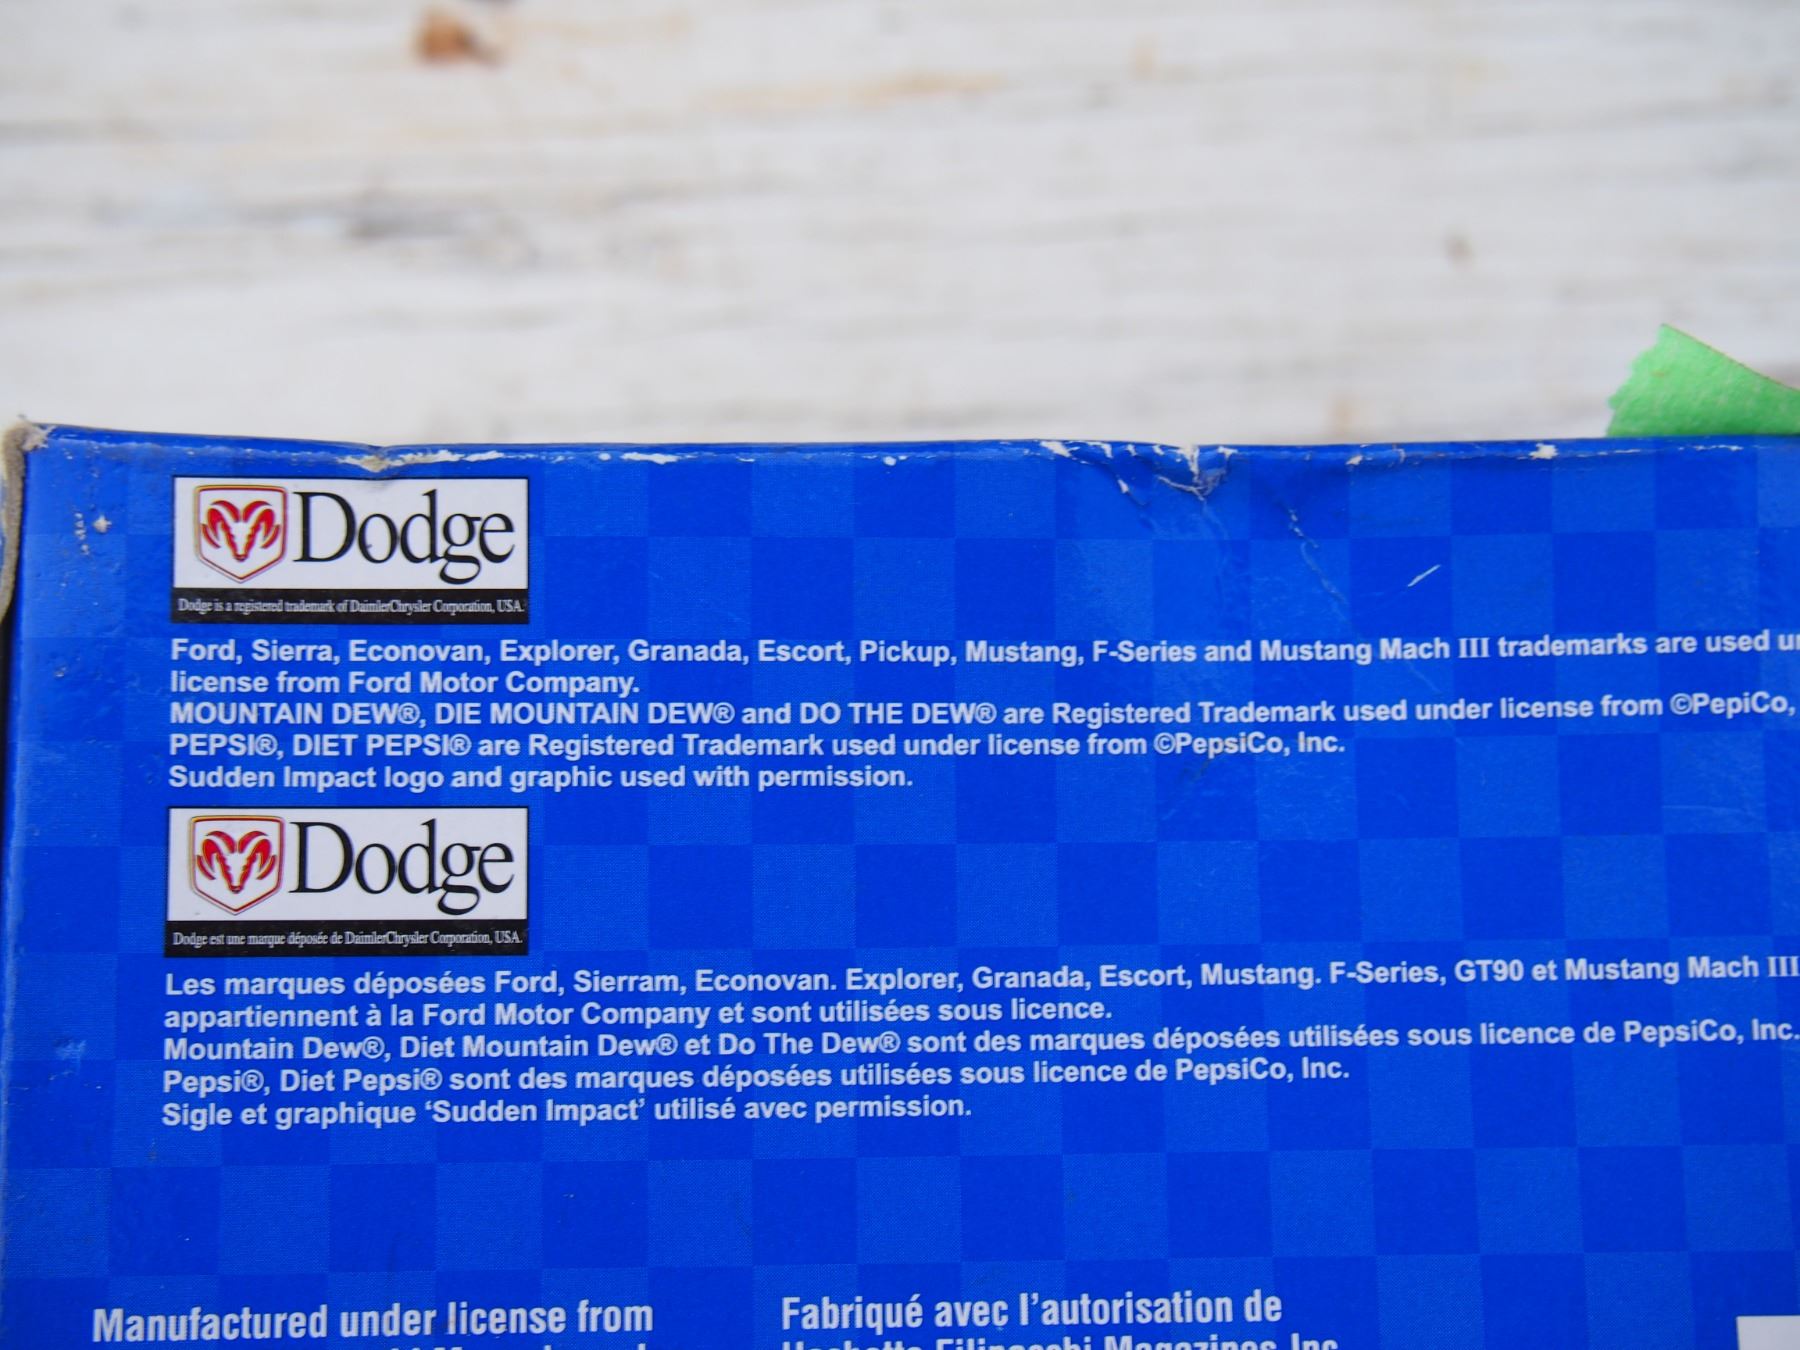 Dodge
Dodge is a registered trademark of DaimlerChrysler Corporation, USA.
Ford, Sierra, Econovan, Explorer, Granada, Escort, Pickup, Mustang, F-Series and Mustang Mach III trademarks are used
license from Ford Motor Company.
MOUNTAIN DEW®, DIE MOUNTAIN DEW® and DO THE DEW® are Registered Trademark used under license from ©PepiCo,
PEPSI®, DIET PEPSI® are Registered Trademark used under license from ©PepsiCo, Inc.
Sudden Impact logo and graphic used with permission.
Dodge
Dodge est une marque déposée de DaimlerChrysler Corporation, USA.
Les marques déposées Ford, Sierram, Econovan. Explorer, Granada, Escort, Mustang. F-Series, GT90 et Mustang Mach III
appartiennent à la Ford Motor Company et sont utilisées sous licence.
Mountain Dew®, Diet Mountain Dew® et Do The Dew® sont des marques déposées utilisées sous licence de PepsiCo, Inc.
Pepsi®, Diet Pepsi® sont des marques déposées utilisées sous licence de PepsiCo, Inc.
Sigle et graphique ‘Sudden Impact’ utilisé avec permission.
Manufactured under license from
Fabriqué avec l’autorisation de